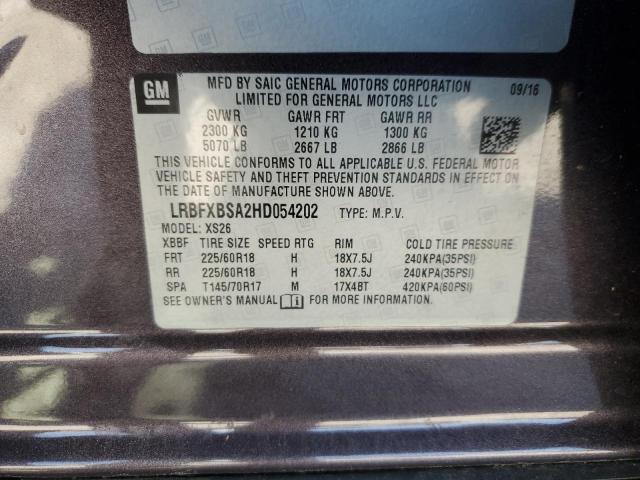 GM
MFD BY SAIC GENERAL MOTORS CORPORATION
LIMITED FOR GENERAL MOTORS LLC
09/16
GVWR GAWR FRT GAWR RR
2300 KG 1210 KG 1300 KG
5070 LB 2667 LB 2866 LB
THIS VEHICLE CONFORMS TO ALL APPLICABLE U.S. FEDERAL MOTOR
VEHICLE SAFETY AND THEFT PREVENTION STANDARDS IN EFFECT
ON THE DATE OF MANUFACTURE SHOWN ABOVE.
LRBFXBSA2HD054202 TYPE: M.P.V.
MODEL: XS26
XBBF TIRE SIZE SPEED RTG RIM COLD TIRE PRESSURE
FRT 225/60R18 H 18X7.5J 240KPA(35PSI)
RR 225/60R18 H 18X7.5J 240KPA(35PSI)
SPA T145/70R17 M 17X4BT 420KPA(60PSI)
SEE OWNER'S MANUAL FOR MORE INFORMATION.